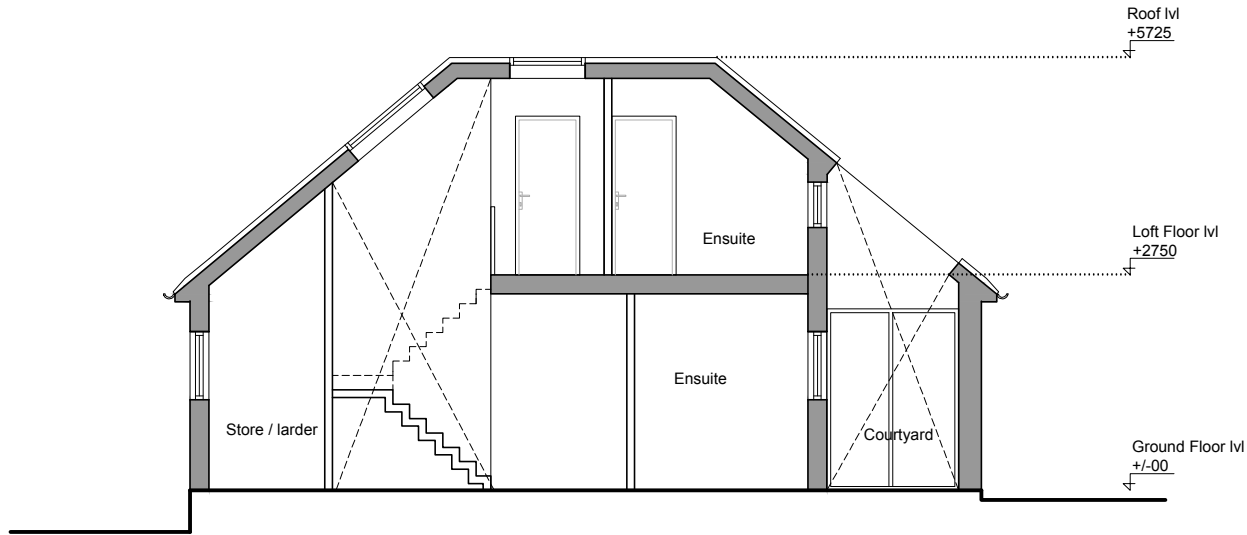 Roof lvl
+5725
Loft Floor lvl
+2750
Ensuite
Ensuite
Store / larder
Courtyard
Ground Floor lvl
+/-00